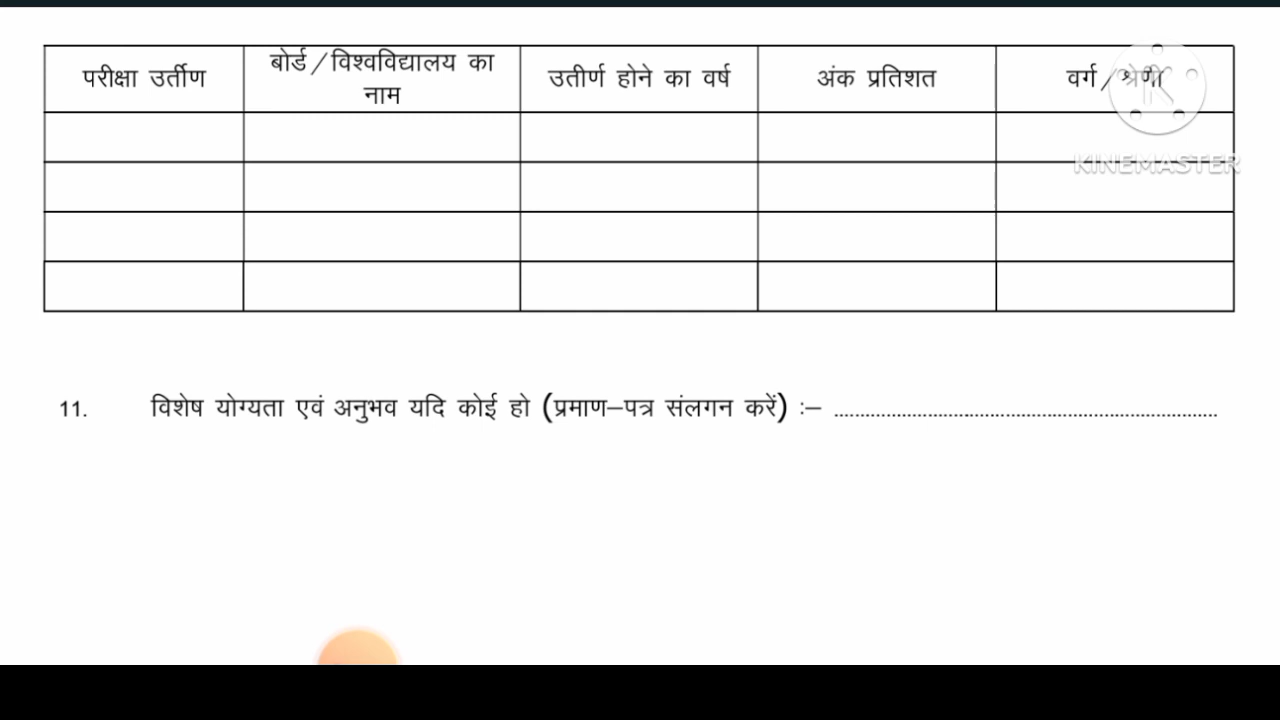 परीक्षा उर्तीण
बोर्ड/विश्वविद्यालय का
नाम
उतीर्ण होने का वर्ष
अंक प्रतिशत
वर्ग/श्रेणी
KINEMASTER
11. विशेष योग्यता एवं अनुभव यदि कोई हो (प्रमाण–पत्र संलगन करें) :– ................................................................................